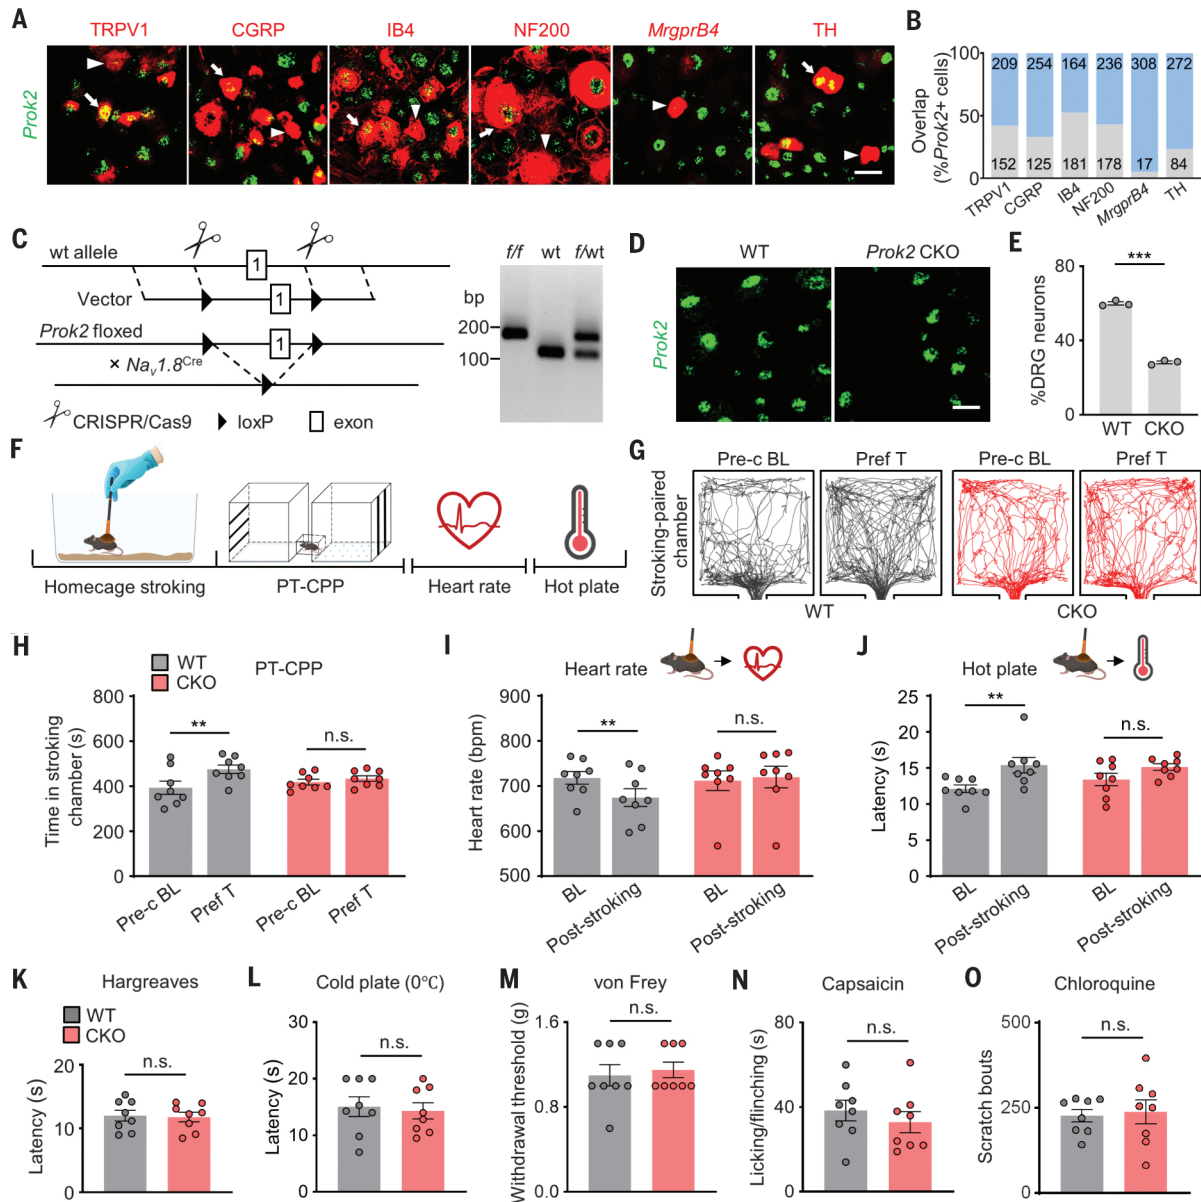 A
TRPV1
CGRP
IB4
NF200
MrgprB4
TH
Prok2
B
Overlap
(%Prok2+ cells)
100
50
0
209 254 164 236 308 272
152 125 181 178 17 84
TRPV1
CGRP
IB4
NF200
MrgprB4
TH
C
wt allele
1
Vector
1
Prok2 floxed
1
× Nav1.8Cre
CRISPR/Cas9
loxP
exon
f/f wt f/wt
bp
200
100
D
WT
Prok2 CKO
Prok2
E
%DRG neurons
80
40
0
***
WT CKO
F
Homecage stroking
PT-CPP
Heart rate
Hot plate
G
Pre-c BL
Pref T
Pre-c BL
Pref T
Stroking-paired
chamber
WT
CKO
H
WT
CKO
PT-CPP
Time in stroking
chamber (s)
800
600
400
200
0
**
n.s.
Pre-c BL
Pref T
Pre-c BL
Pref T
I
Heart rate
Heart rate (bpm)
900
800
700
600
500
**
n.s.
BL
Post-stroking
BL
Post-stroking
J
Hot plate
Latency (s)
25
20
15
10
5
0
**
n.s.
BL
Post-stroking
BL
Post-stroking
K
Hargreaves
WT
CKO
Latency (s)
20
10
0
n.s.
L
Cold plate (0°C)
Latency (s)
30
20
10
0
n.s.
M
von Frey
Withdrawal threshold (g)
1.6
0.8
0.0
n.s.
N
Capsaicin
Licking/flinching (s)
80
40
0
n.s.
O
Chloroquine
Scratch bouts
500
250
0
n.s.